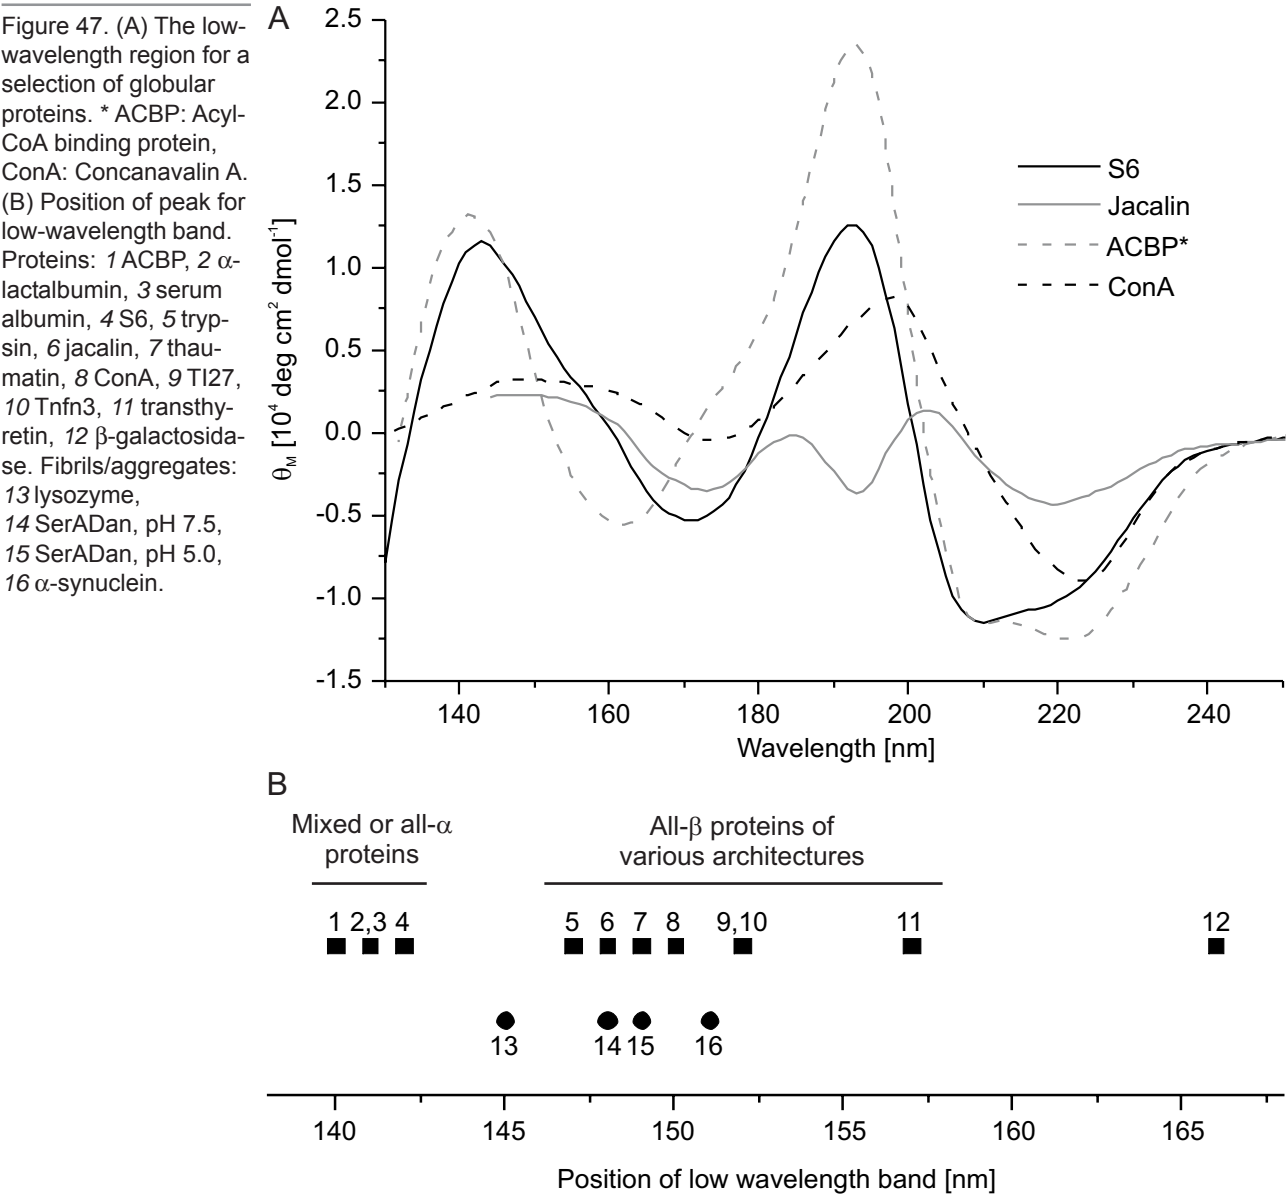 Figure 47. (A) The low-
wavelength region for a
selection of globular
proteins. * ACBP: Acyl-
CoA binding protein,
ConA: Concanavalin A.
(B) Position of peak for
low-wavelength band.
Proteins: 1 ACBP, 2 α-
lactalbumin, 3 serum
albumin, 4 S6, 5 tryp-
sin, 6 jacalin, 7 thau-
matin, 8 ConA, 9 TI27,
10 Tnfn3, 11 transthy-
retin, 12 β-galactosida-
se. Fibrils/aggregates:
13 lysozyme,
14 SerADan, pH 7.5,
15 SerADan, pH 5.0,
16 α-synuclein.
A
2.5
2.0
1.5
1.0
0.5
0.0
-0.5
-1.0
-1.5
θM [10⁴ deg cm² dmol⁻¹]
S6
Jacalin
ACBP*
ConA
140 160 180 200 220 240
Wavelength [nm]
B
Mixed or all-α
proteins
All-β proteins of
various architectures
1 2,3 4 5 6 7 8 9,10 11 12
13 14 15 16
140 145 150 155 160 165
Position of low wavelength band [nm]